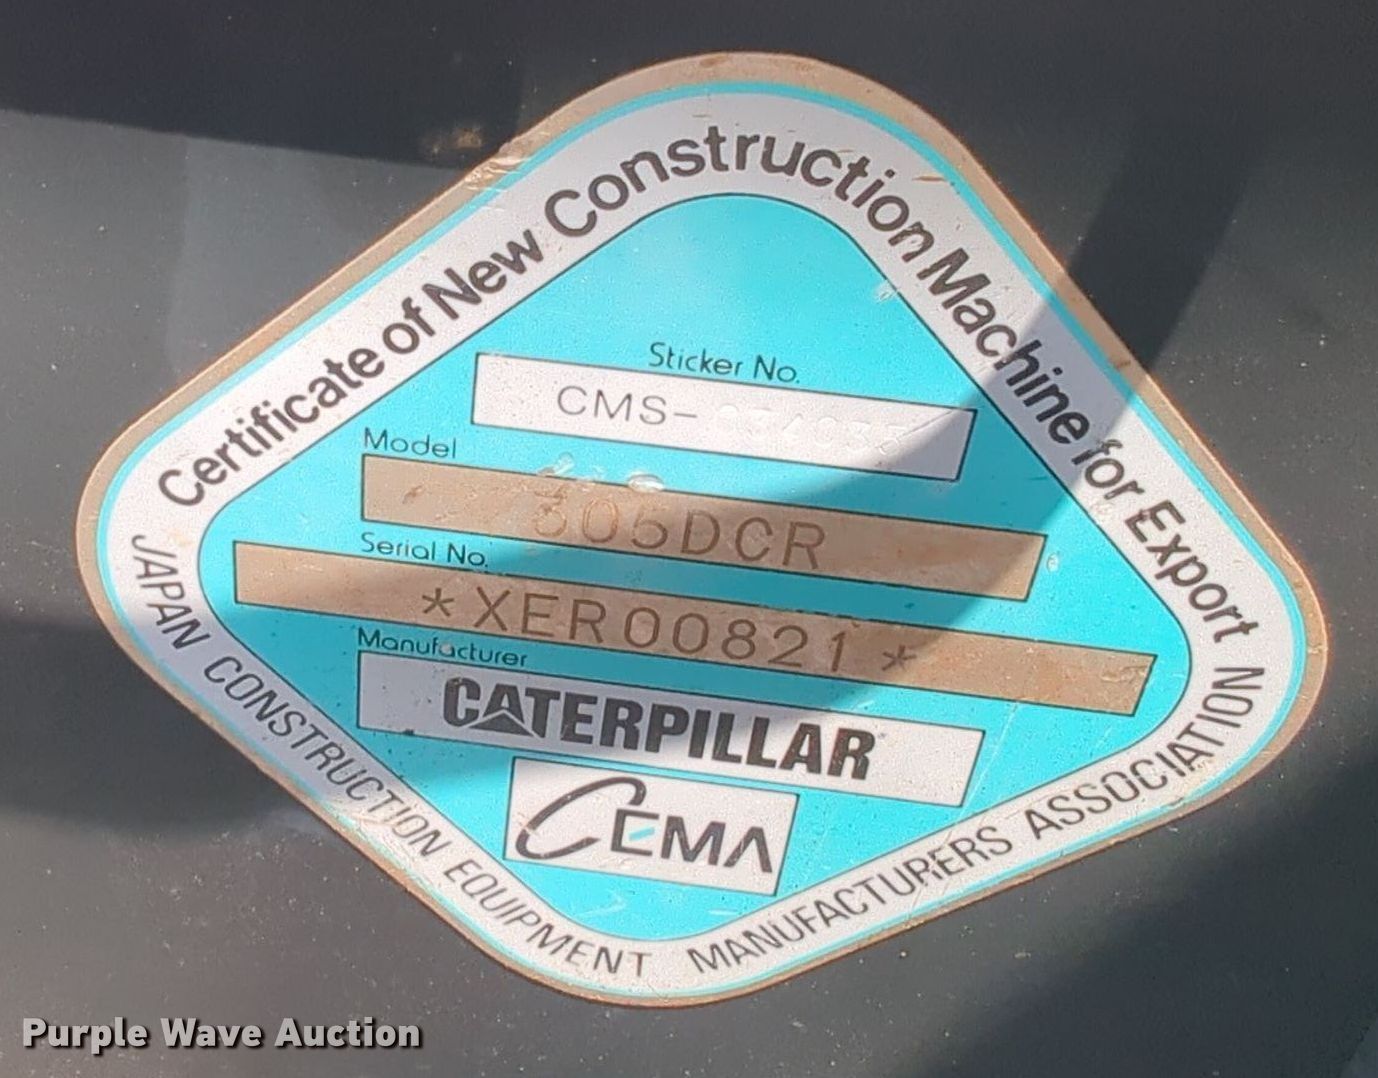 Certificate of New Construction Machine for Export
Sticker No.
CMS-
Model
305DCR
Serial No.
*XER00821*
Manufacturer
CATERPILLAR
CEMA
JAPAN CONSTRUCTION EQUIPMENT MANUFACTURERS ASSOCIATION
Purple Wave Auction